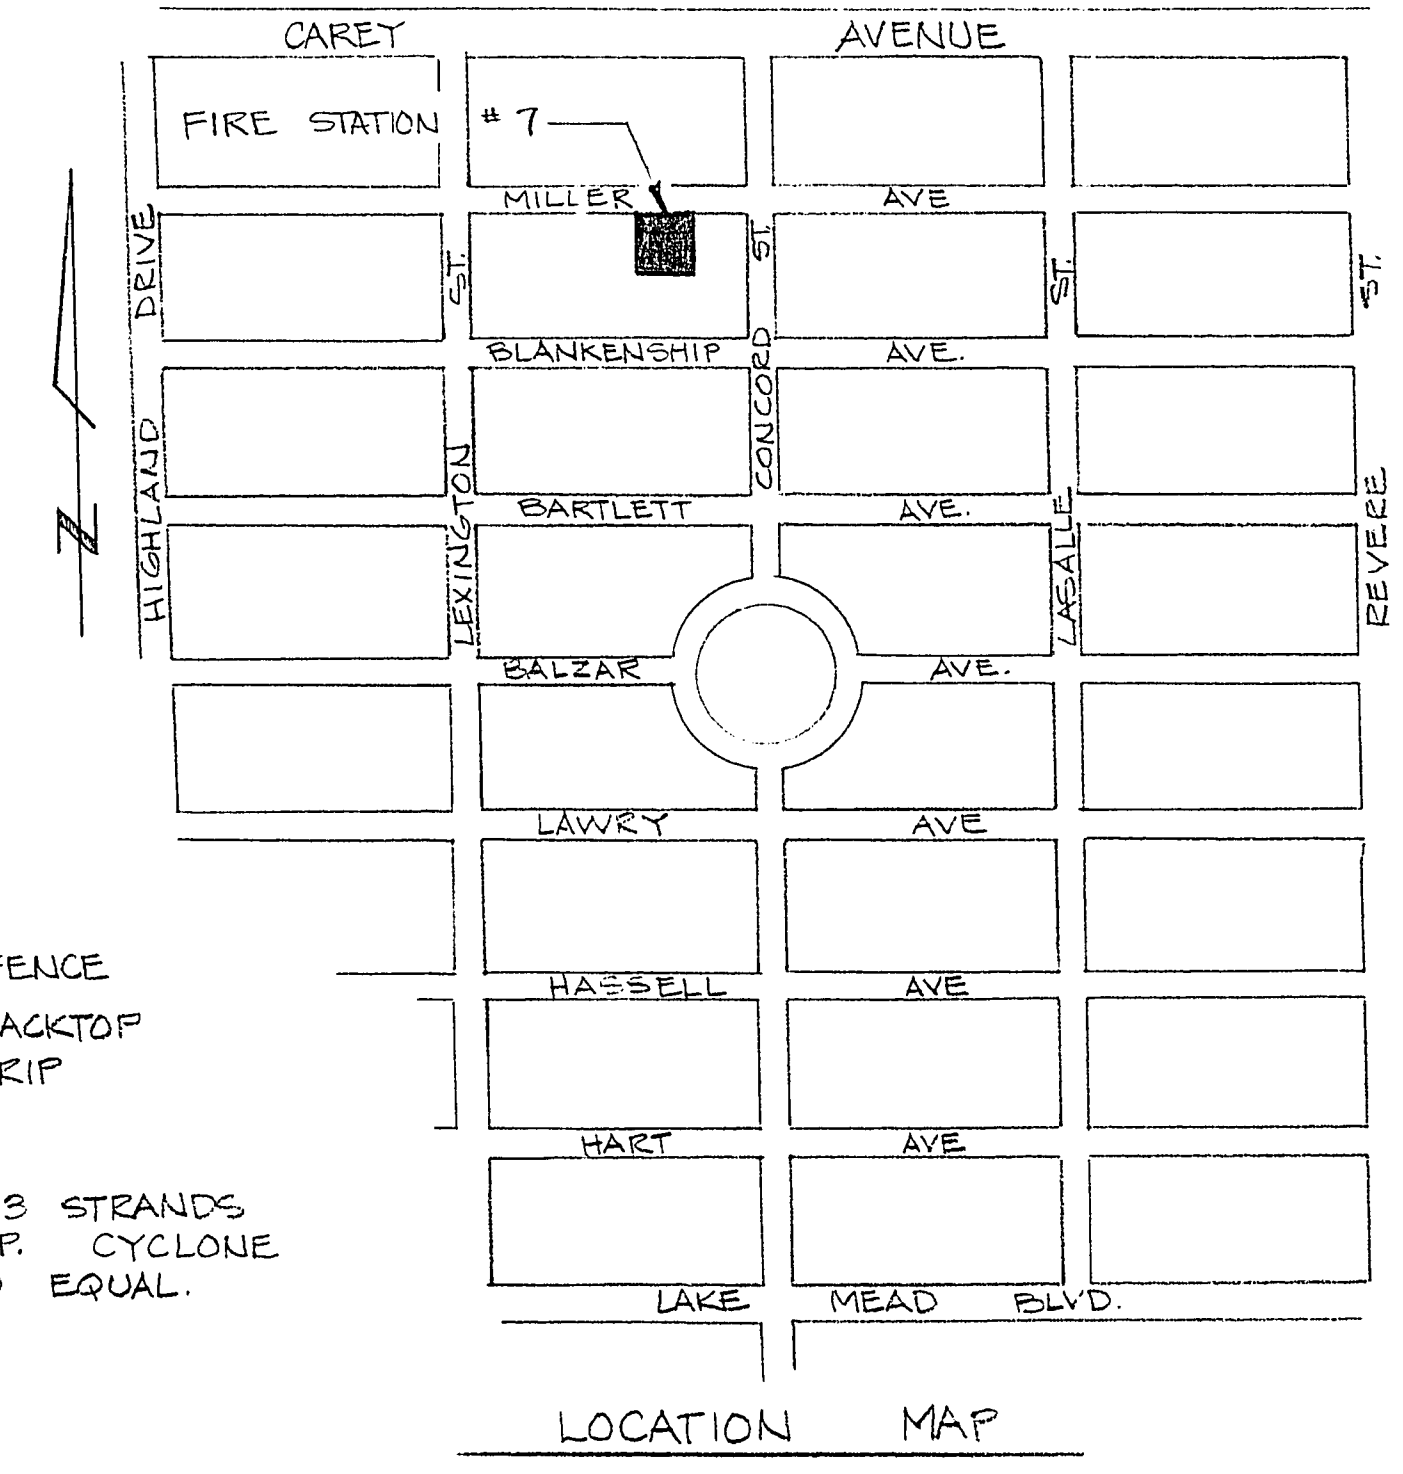 CAREY AVENUE
FIRE STATION # 7
MILLER AVE
HIGHLAND DRIVE
LEXINGTON ST.
CONCORD ST.
LASALLE ST.
REVERE ST.
BLANKENSHIP AVE.
BARTLETT AVE.
BALZAR AVE.
LAWRY AVE
HASSELL AVE
HART AVE
LAKE MEAD BLV'D.
N
FENCE
ACKTOP
RIP
3 STRANDS
P. CYCLONE
EQUAL.
LOCATION MAP